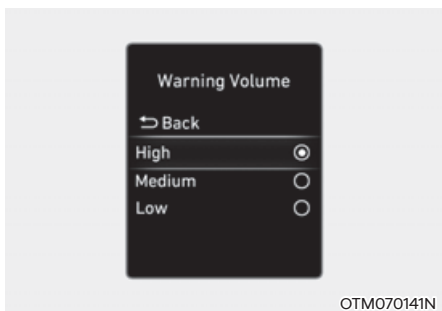 Warning Volume
Back
High
Medium
Low
OTM070141N